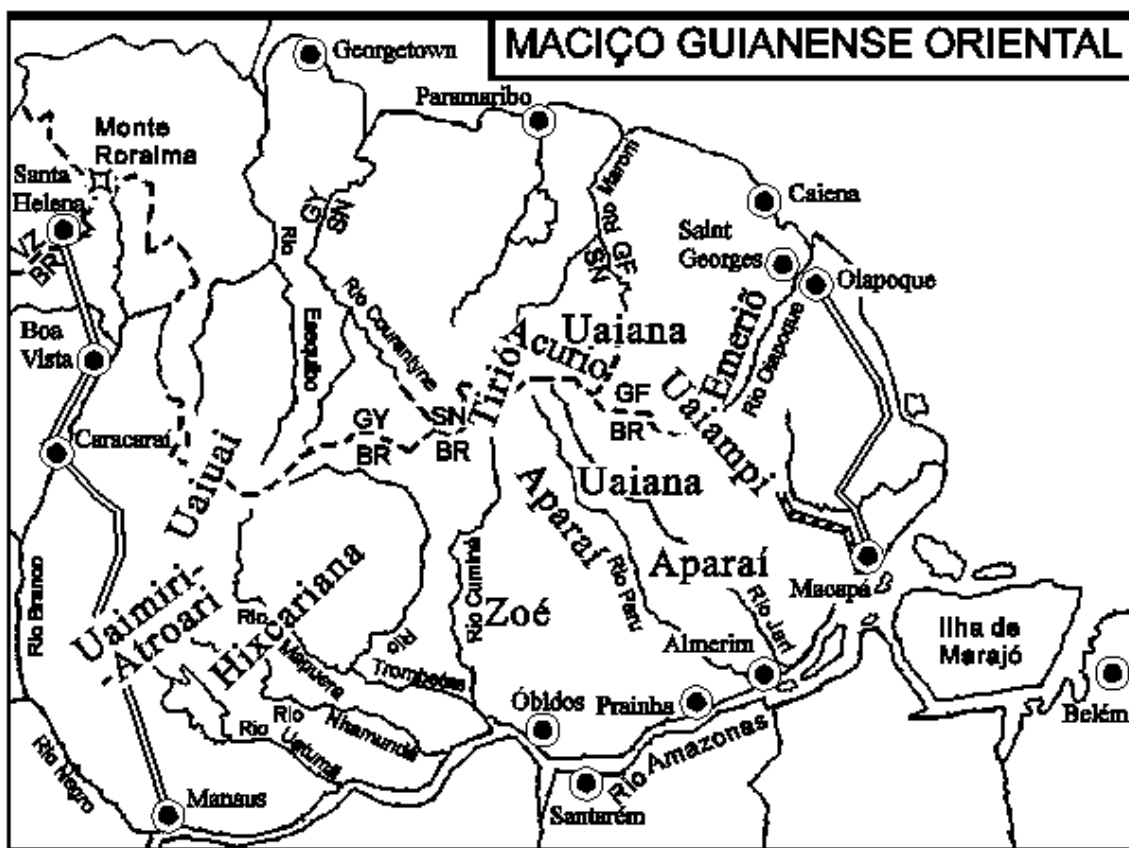 MACIÇO GUIANENSE ORIENTAL
Georgetown
Paramaribo
Monte
Roraima
Santa
Helena
VZ
BR
GY
SN
Rio Maroni
GF
SN
Caiena
Saint
Georges
Oiapoque
Rio
Essequibo
Rio Courantyne
Boa
Vista
Uaiana
Acurio
Tirió
Emeriõ
Rio Oiapoque
Uaiampi
GF
BR
GY
BR
SN
BR
Caracaraí
Uaiuai
Uaiana
Aparaí
Aparaí
Rio Paru
Rio Jari
Macapá
Rio Branco
Uaimiri-
-Atroari
Hixcariana
Rio
Mapuera
Rio
Trombetas
Rio Cuminá
Zoé
Almerim
Ilha de
Marajó
Belém
Rio
Nhamundá
Rio
Uatumã
Óbidos
Prainha
Rio Amazonas
Santarém
Rio Negro
Manaus